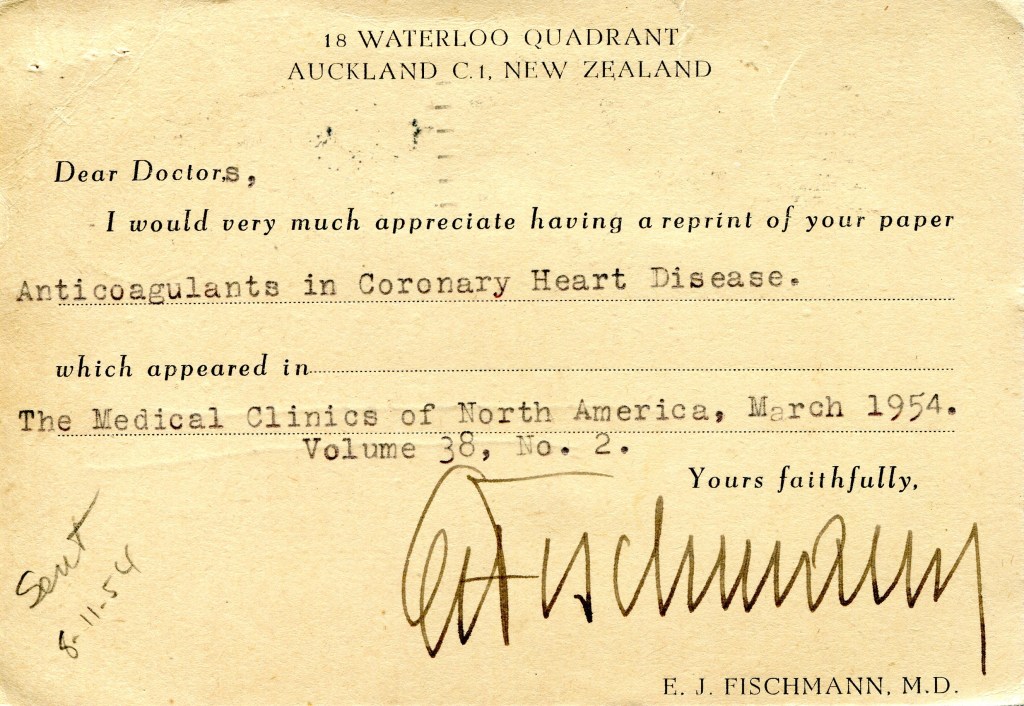 18 WATERLOO QUADRANT
AUCKLAND C.1, NEW ZEALAND
Dear Doctor,s,
I would very much appreciate having a reprint of your paper
Anticoagulants in Coronary Heart Disease.
which appeared in
The Medical Clinics of North America, March 1954.
Volume 38, No. 2.
Yours faithfully,
EFischmann
Sent
8-11-54
E. J. FISCHMANN, M.D.